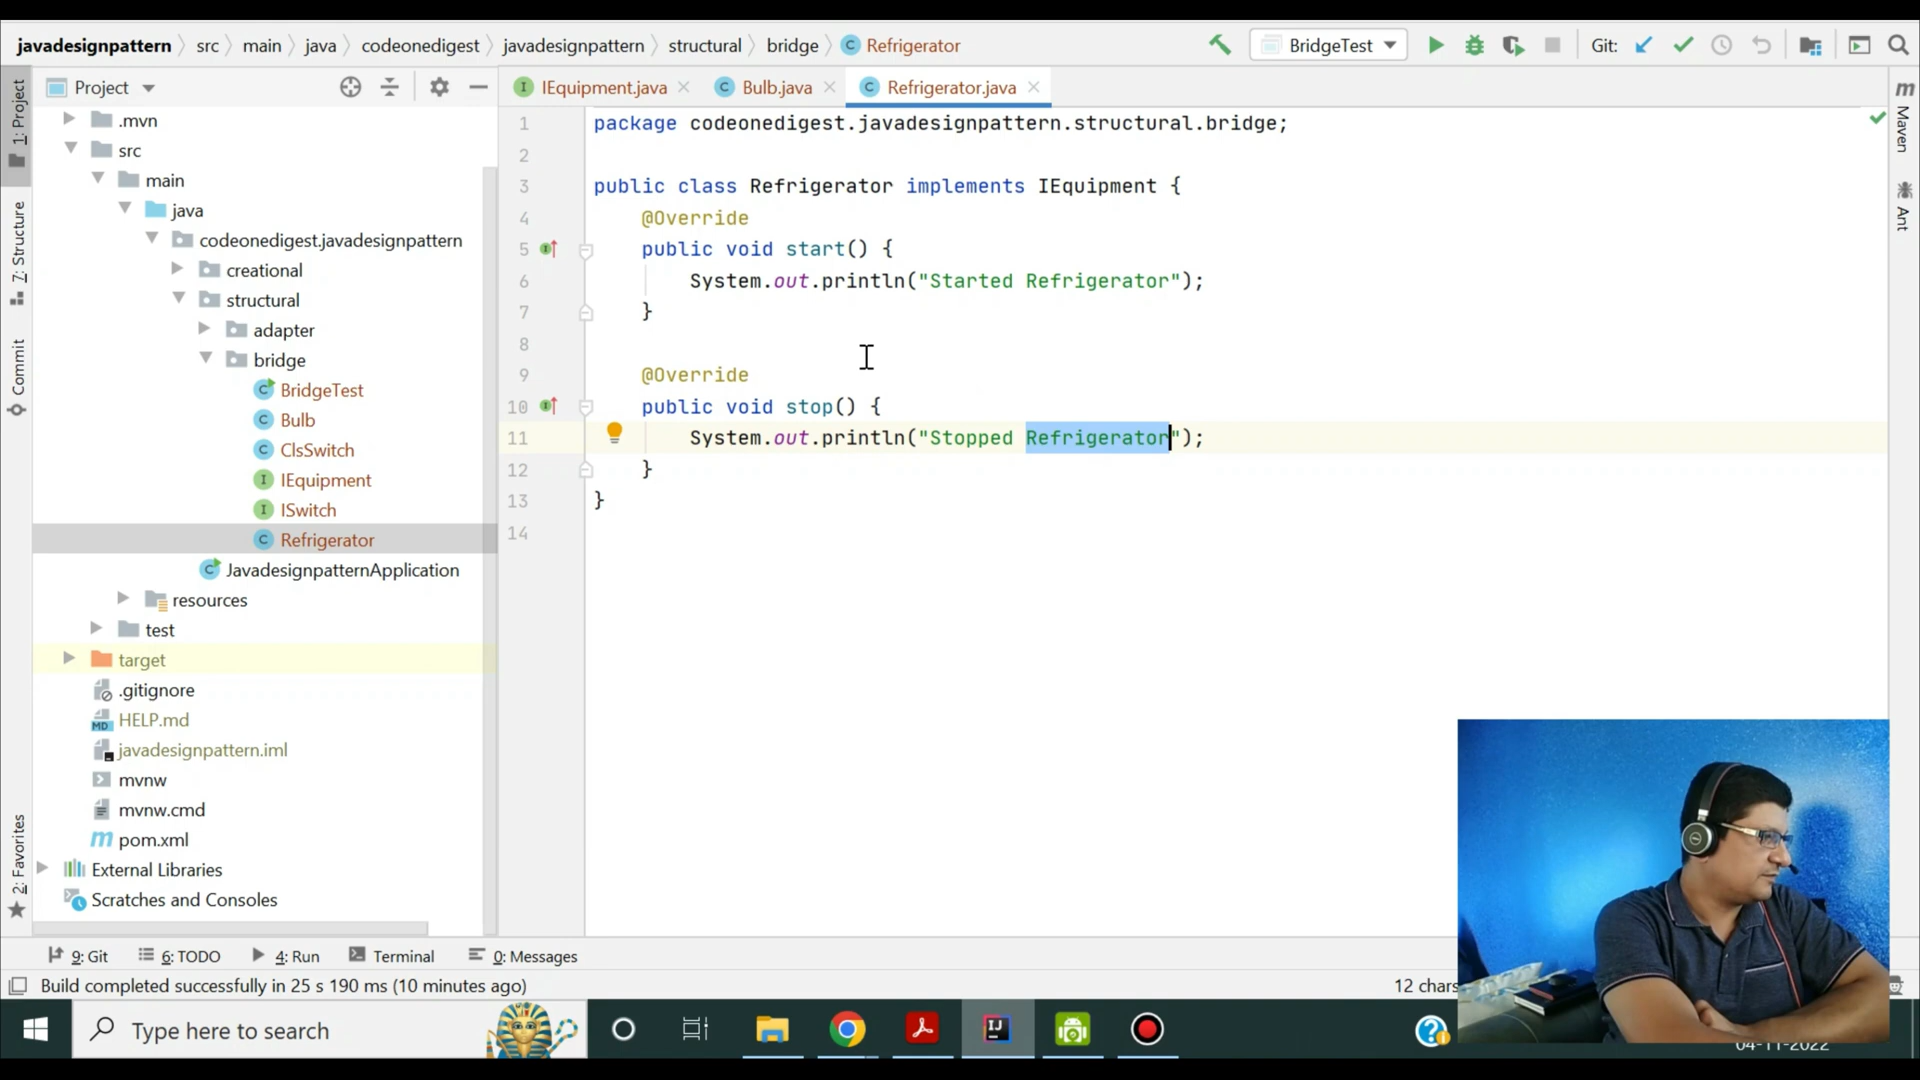 javadesignpattern src main java codeonedigest javadesignpattern structural bridge Refrigerator BridgeTest Git:
1: Project
7: Structure
Commit
2: Favorites
Project
.mvn
src
main
java
codeonedigest.javadesignpattern
creational
structural
adapter
bridge
BridgeTest
Bulb
ClsSwitch
IEquipment
ISwitch
Refrigerator
JavadesignpatternApplication
resources
test
target
.gitignore
HELP.md
javadesignpattern.iml
mvnw
mvnw.cmd
pom.xml
External Libraries
Scratches and Consoles
IEquipment.java Bulb.java Refrigerator.java
1 package codeonedigest.javadesignpattern.structural.bridge;
2
3 public class Refrigerator implements IEquipment {
4 @Override
5 public void start() {
6 System.out.println("Started Refrigerator");
7 }
8
9 @Override
10 public void stop() {
11 System.out.println("Stopped Refrigerator");
12 }
13 }
14
Maven
Ant
9: Git 6: TODO 4: Run Terminal 0: Messages
Build completed successfully in 25 s 190 ms (10 minutes ago) 12 chars
Type here to search
04-11-2022